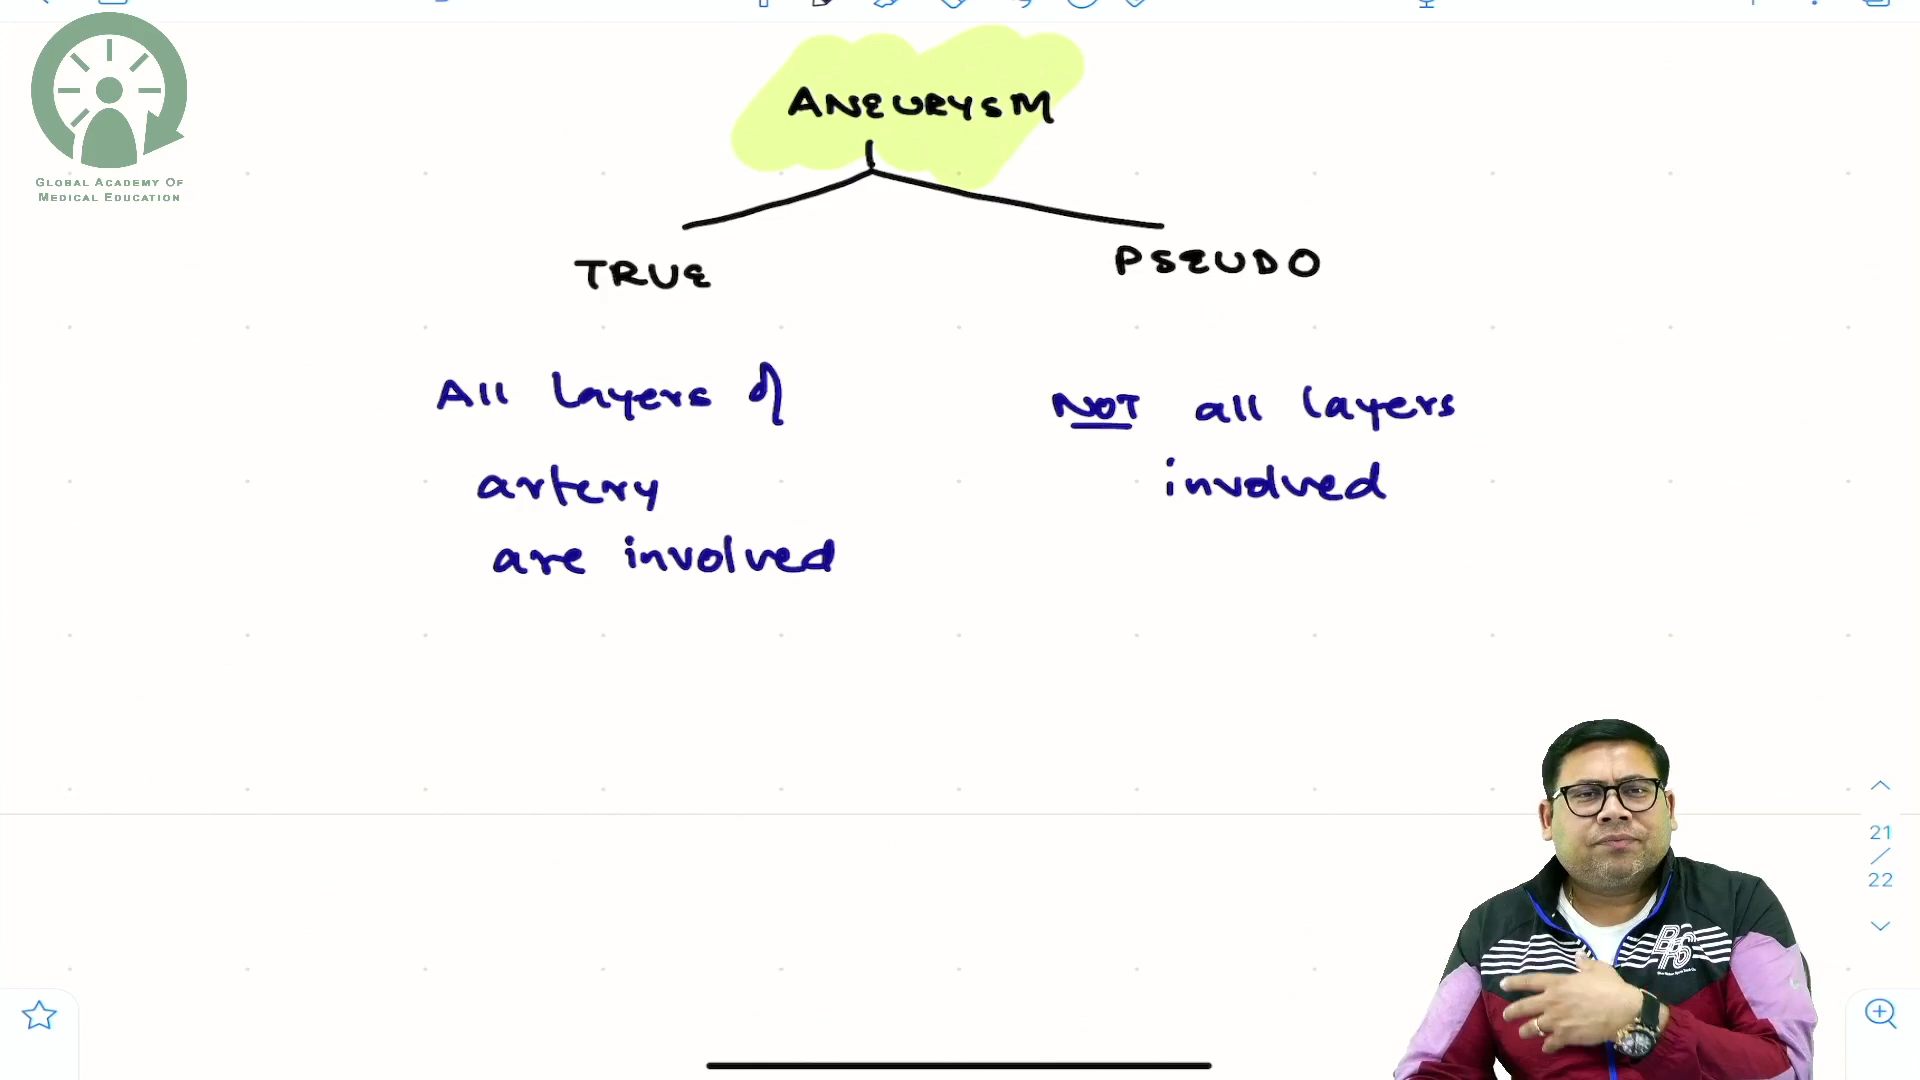 GLOBAL ACADEMY OF
MEDICAL EDUCATION
ANEURYSM
TRUE
PSEUDO
All layers of
artery
are involved
NOT all layers
involved
21
22